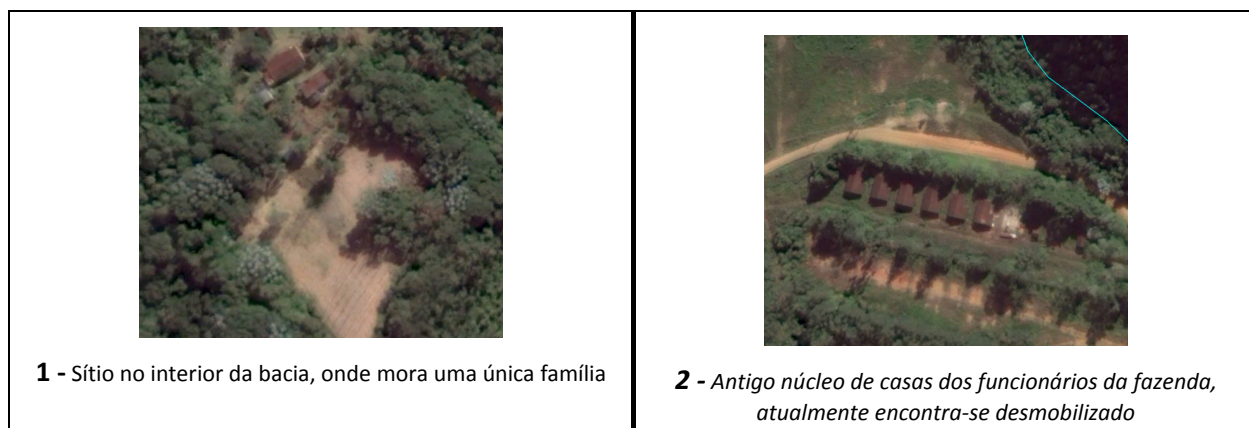 1 - Sítio no interior da bacia, onde mora uma única família
2 - Antigo núcleo de casas dos funcionários da fazenda,
atualmente encontra-se desmobilizado